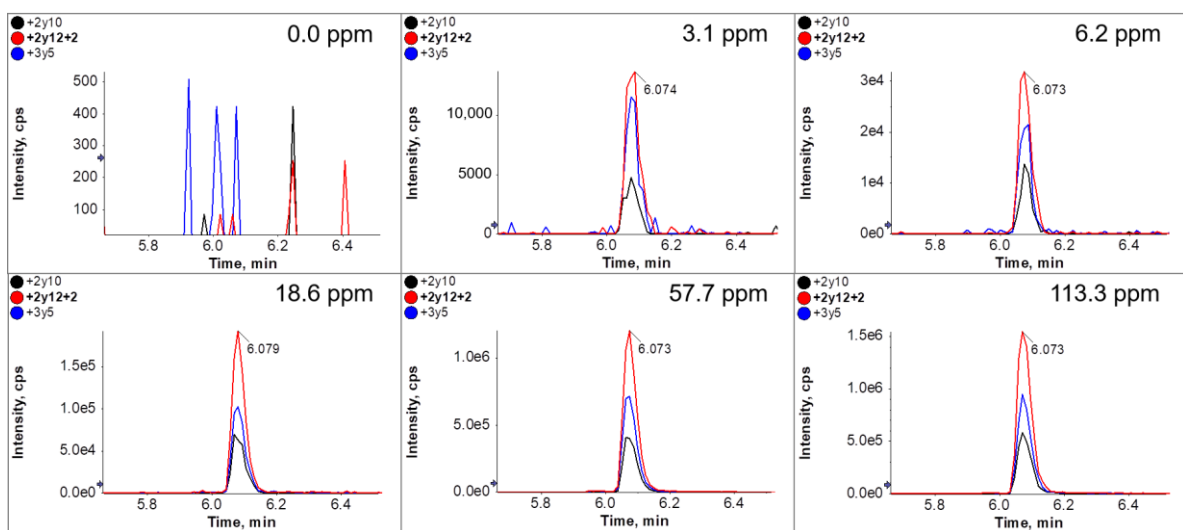 +2y10
+2y12+2
+3y5
0.0 ppm
Intensity, cps
500
400
300
200
100
5.8 6.0 6.2 6.4
Time, min
+2y10
+2y12+2
+3y5
3.1 ppm
6.074
Intensity, cps
10,000
5000
0
5.8 6.0 6.2 6.4
Time, min
+2y10
+2y12+2
+3y5
6.2 ppm
6.073
Intensity, cps
3e4
2e4
1e4
0e0
5.8 6.0 6.2 6.4
Time, min
+2y10
+2y12+2
+3y5
18.6 ppm
6.079
Intensity, cps
1.5e5
1.0e5
5.0e4
0.0e0
5.8 6.0 6.2 6.4
Time, min
+2y10
+2y12+2
+3y5
57.7 ppm
6.073
Intensity, cps
1.0e6
5.0e5
0.0e0
5.8 6.0 6.2 6.4
Time, min
+2y10
+2y12+2
+3y5
113.3 ppm
6.073
Intensity, cps
1.5e6
1.0e6
5.0e5
0.0e0
5.8 6.0 6.2 6.4
Time, min